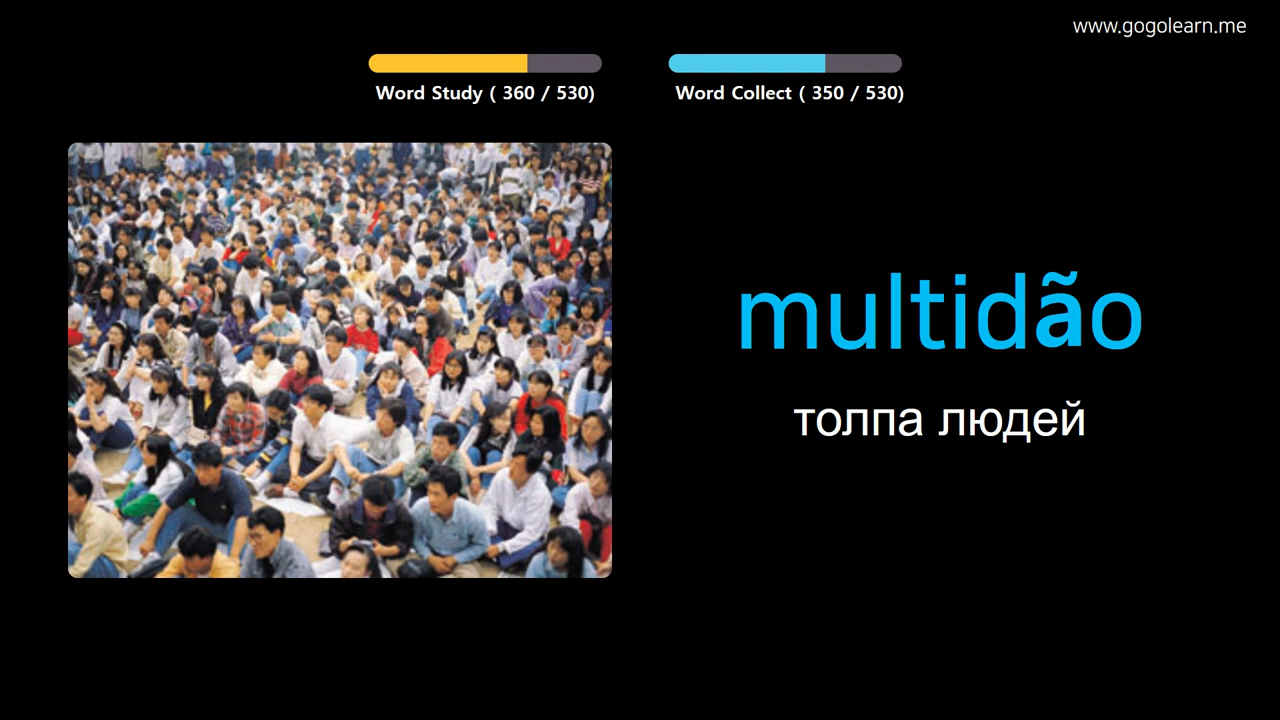 www.gogolearn.me
Word Study ( 360 / 530)
Word Collect ( 350 / 530)
multidão
толпа людей